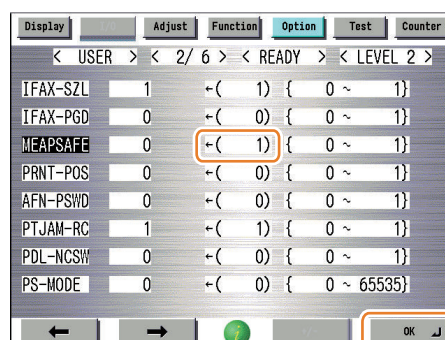 Display I/O Adjust Function Option Test Counter
< USER > < 2/ 6 > < READY > < LEVEL 2 >
IFAX-SZL 1 ←( 1) { 0 ~ 1}
IFAX-PGD 0 ←( 0) { 0 ~ 1}
MEAPSAFE 0 ←( 1) { 0 ~ 1}
PRNT-POS 0 ←( 0) { 0 ~ 1}
AFN-PSWD 0 ←( 0) { 0 ~ 1}
PTJAM-RC 1 ←( 1) { 0 ~ 1}
PDL-NCSW 0 ←( 0) { 0 ~ 1}
PS-MODE 0 ←( 0) { 0 ~ 65535}
← → i +/- OK ↵